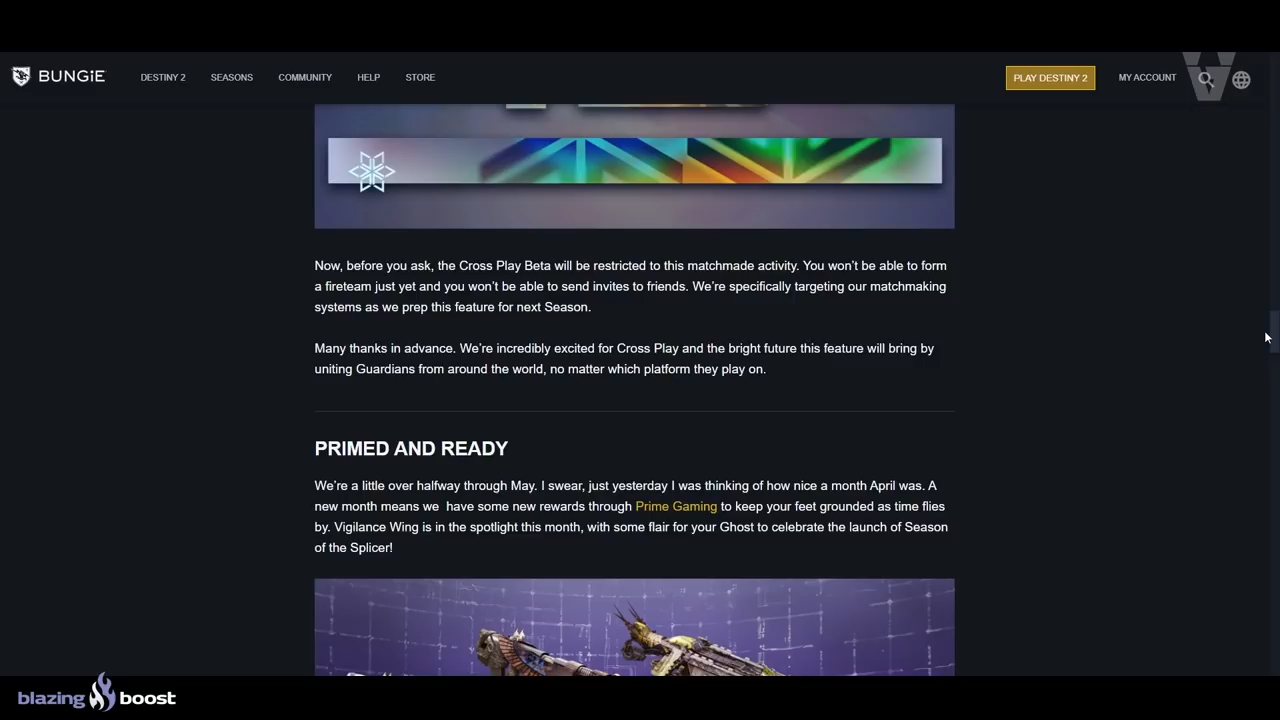 BUNGiE
DESTINY 2 SEASONS COMMUNITY HELP STORE
PLAY DESTINY 2 MY ACCOUNT
Now, before you ask, the Cross Play Beta will be restricted to this matchmade activity. You won’t be able to form
a fireteam just yet and you won’t be able to send invites to friends. We’re specifically targeting our matchmaking
systems as we prep this feature for next Season.
Many thanks in advance. We’re incredibly excited for Cross Play and the bright future this feature will bring by
uniting Guardians from around the world, no matter which platform they play on.
PRIMED AND READY
We’re a little over halfway through May. I swear, just yesterday I was thinking of how nice a month April was. A
new month means we  have some new rewards through Prime Gaming to keep your feet grounded as time flies
by. Vigilance Wing is in the spotlight this month, with some flair for your Ghost to celebrate the launch of Season
of the Splicer!
blazing boost